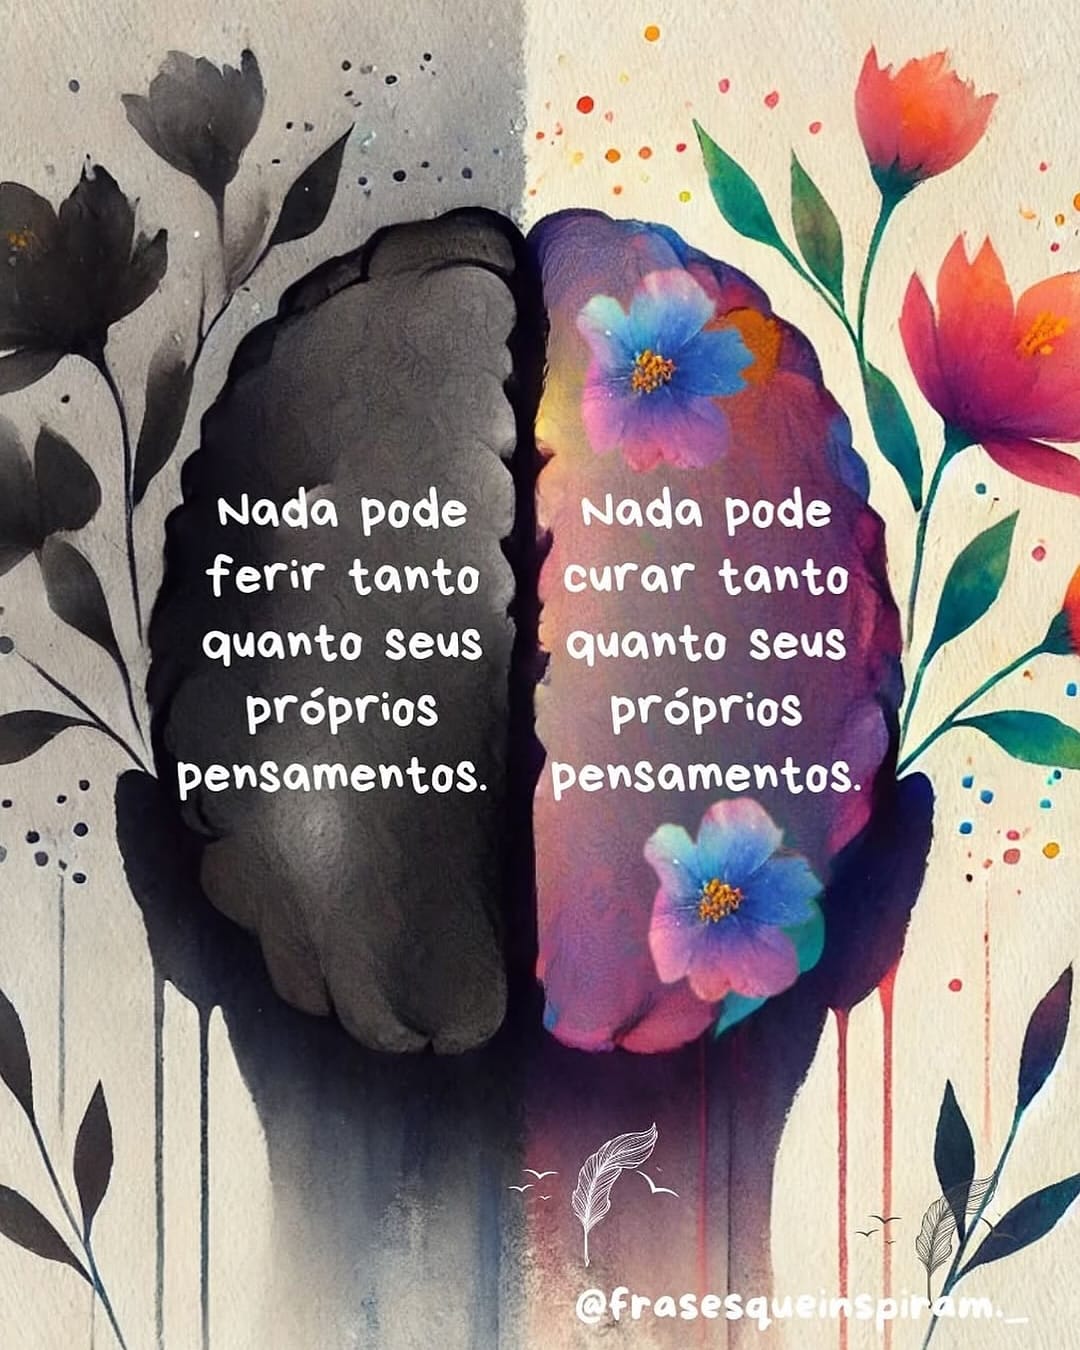 Nada pode
ferir tanto
quanto seus
próprios
pensamentos.
Nada pode
curar tanto
quanto seus
próprios
pensamentos.
@frasesqueinspiram._